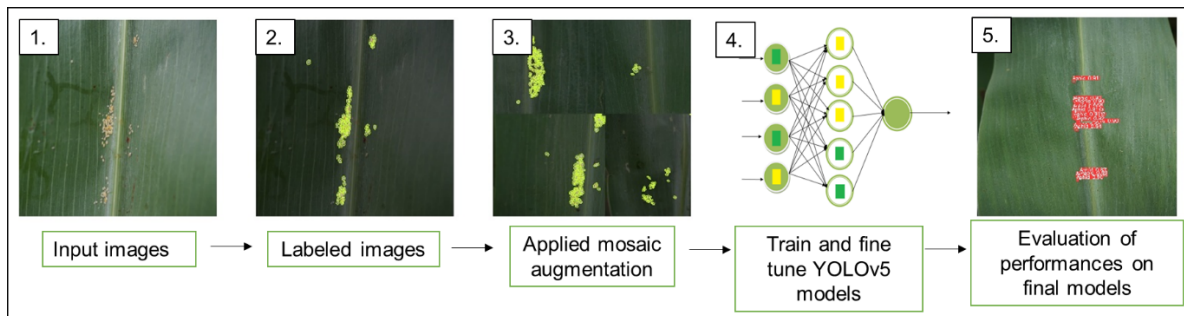 1.
2.
3.
4.
5.
Input images
Labeled images
Applied mosaic
augmentation
Train and fine
tune YOLOv5
models
Evaluation of
performances on
final models